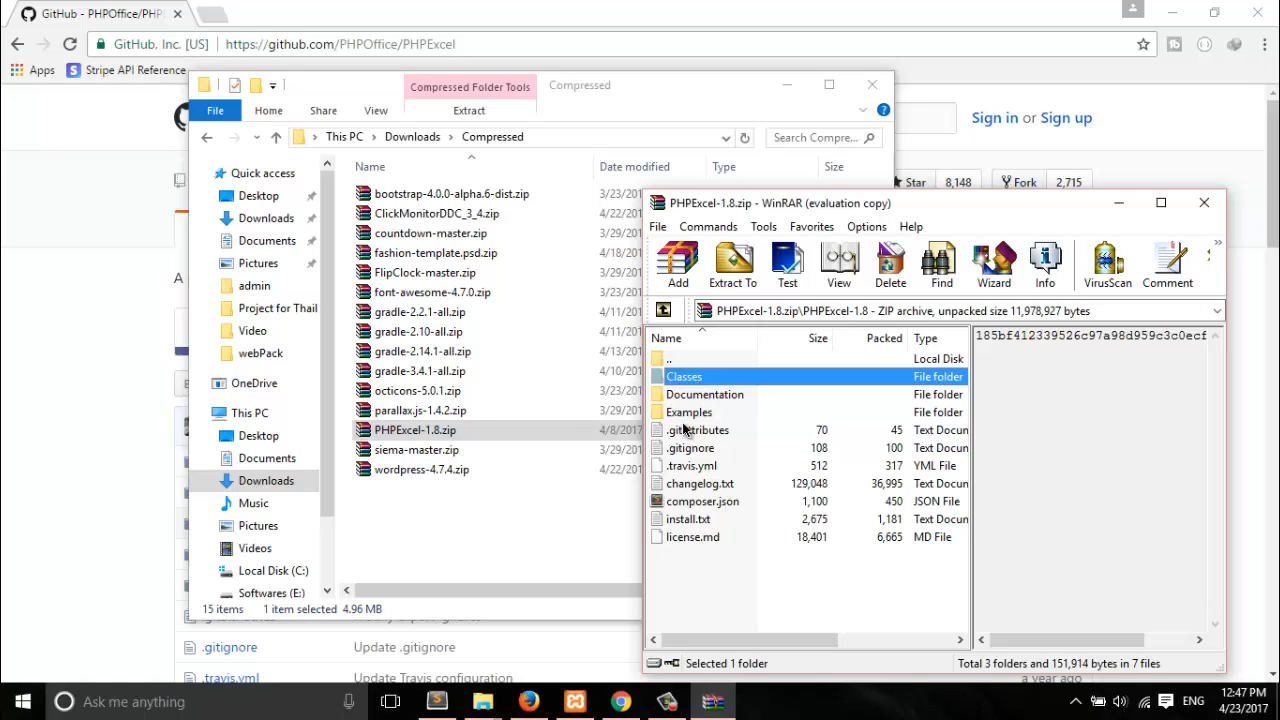 GitHub - PHPOffice/PHP
GitHub, Inc. [US] https://github.com/PHPOffice/PHPExcel
Apps Stripe API Reference
Compressed Folder Tools Compressed
File Home Share View Extract
This PC Downloads Compressed
Search Compre...
Sign in or Sign up
Star 8,148 Fork 2,715
Name Date modified Type Size
Quick access
Desktop
Downloads
Documents
Pictures
admin
Project for Thail
Video
webPack
OneDrive
This PC
Desktop
Documents
Downloads
Music
Pictures
Videos
Local Disk (C:)
Softwares (E:)
bootstrap-4.0.0-alpha.6-dist.zip 3/23/201
ClickMonitorDDC_3_4.zip 4/22/201
countdown-master.zip 3/29/201
fashion-template.psd.zip 4/18/201
FlipClock-master.zip 3/29/201
font-awesome-4.7.0.zip 3/23/201
gradle-2.2.1-all.zip 4/11/201
gradle-2.10-all.zip 4/11/201
gradle-2.14.1-all.zip 4/13/201
gradle-3.4.1-all.zip 4/10/201
octicons-5.0.1.zip 3/23/201
parallax.js-1.4.2.zip 3/29/201
PHPExcel-1.8.zip 4/8/2017
siema-master.zip 3/29/201
wordpress-4.7.4.zip 4/22/201
15 items 1 item selected 4.96 MB
PHPExcel-1.8.zip - WinRAR (evaluation copy)
File Commands Tools Favorites Options Help
Add Extract To Test View Delete Find Wizard Info VirusScan Comment
PHPExcel-1.8.zip\PHPExcel-1.8 - ZIP archive, unpacked size 11,978,927 bytes
Name Size Packed Type
.. Local Disk
Classes File folder
Documentation File folder
Examples File folder
.gitattributes 70 45 Text Docun
.gitignore 108 100 Text Docun
.travis.yml 512 317 YML File
changelog.txt 129,048 36,995 Text Docun
composer.json 1,100 450 JSON File
install.txt 2,675 1,181 Text Docun
license.md 18,401 6,665 MD File
185bf412339526c97a98d959c3c0ecf
Selected 1 folder Total 3 folders and 151,914 bytes in 7 files
.gitignore Update .gitignore
.travis.yml Update Travis configuration a year ago
Ask me anything
ENG
12:47 PM
4/23/2017